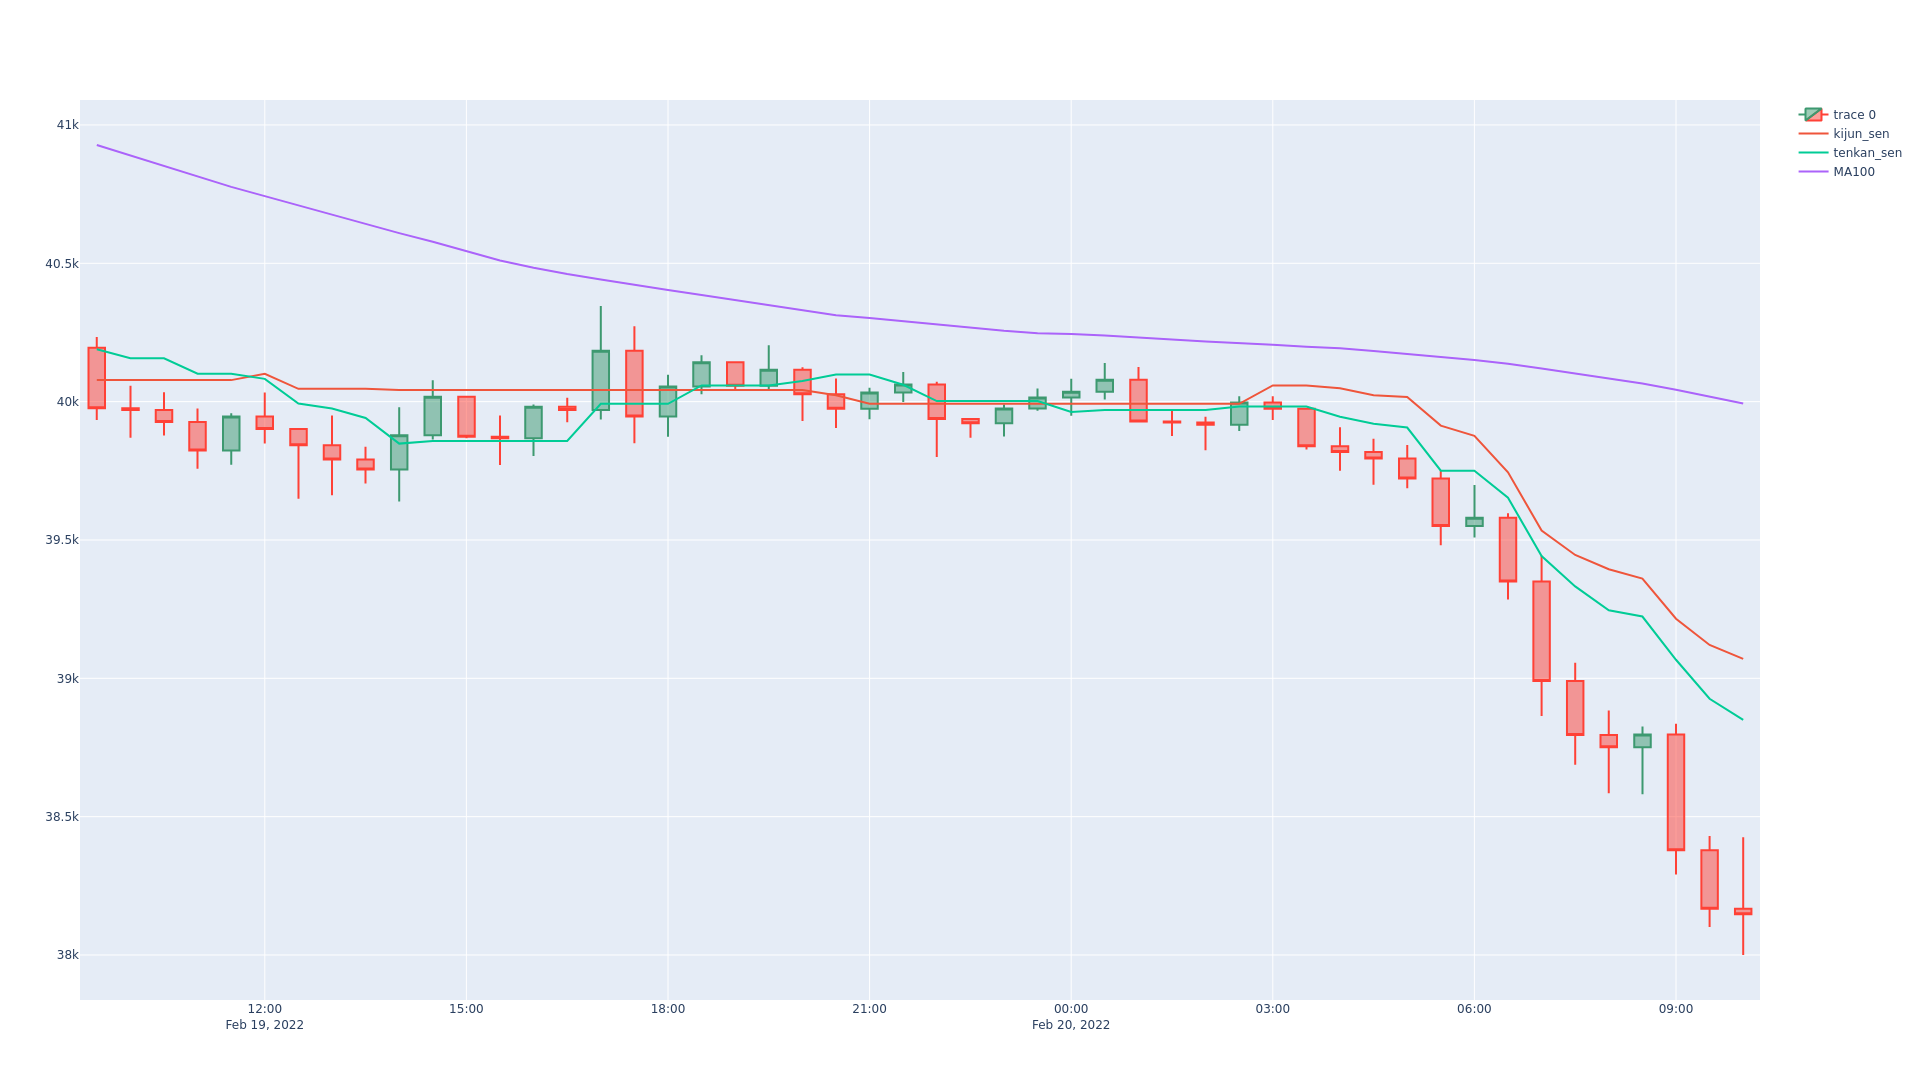 41k
40.5k
40k
39.5k
39k
38.5k
38k
12:00
Feb 19, 2022
15:00
18:00
21:00
00:00
Feb 20, 2022
03:00
06:00
09:00
trace 0
kijun_sen
tenkan_sen
MA100